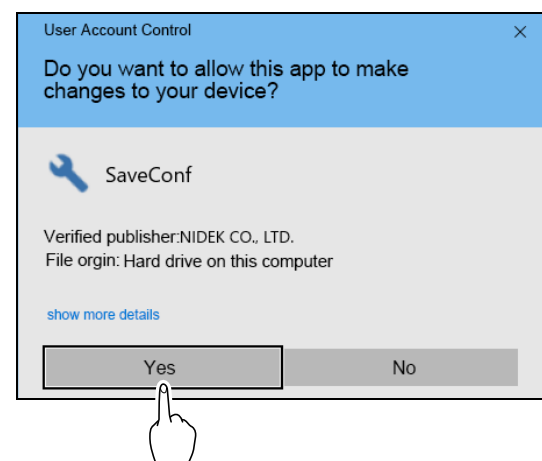 User Account Control
Do you want to allow this app to make
changes to your device?
SaveConf
Verified publisher:NIDEK CO., LTD.
File orgin: Hard drive on this computer
show more details
Yes
No